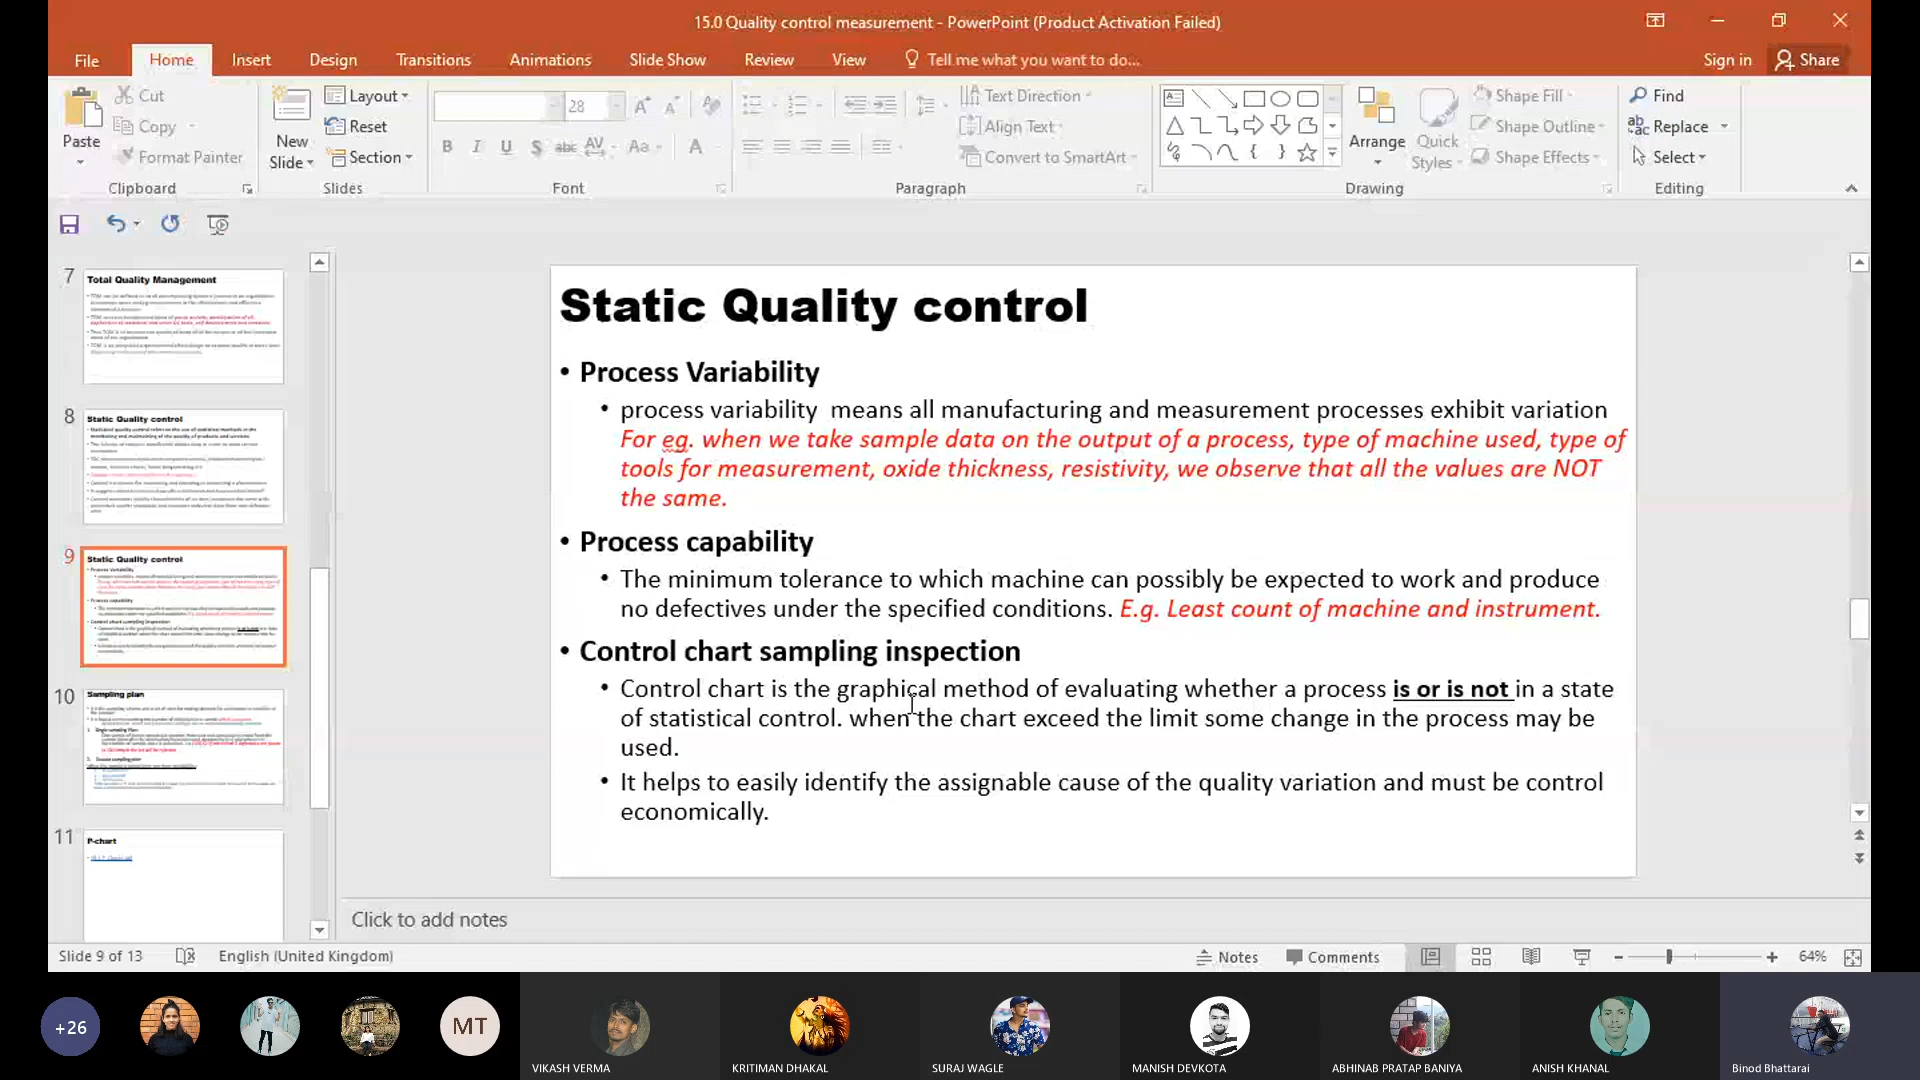 15.0 Quality control measurement - PowerPoint (Product Activation Failed)
File Home Insert Design Transitions Animations Slide Show Review View Tell me what you want to do... Sign in Share
Paste
Cut
Copy
Format Painter
Clipboard
New
Slide
Layout
Reset
Section
Slides
28
B I U S abc AV Aa A
Font
Text Direction
Align Text
Convert to SmartArt
Paragraph
Arrange
Quick
Styles
Shape Fill
Shape Outline
Shape Effects
Drawing
Find
Replace
Select
Editing
7
Total Quality Management
8
Static Quality control
9
Static Quality control
Process Variability
Process capability
Control chart sampling inspection
10
Sampling plan
11
P-chart
Static Quality control
• Process Variability
• process variability means all manufacturing and measurement processes exhibit variation
For eg. when we take sample data on the output of a process, type of machine used, type of
tools for measurement, oxide thickness, resistivity, we observe that all the values are NOT
the same.
• Process capability
• The minimum tolerance to which machine can possibly be expected to work and produce
no defectives under the specified conditions. E.g. Least count of machine and instrument.
• Control chart sampling inspection
• Control chart is the graphical method of evaluating whether a process is or is not in a state
of statistical control. when the chart exceed the limit some change in the process may be
used.
• It helps to easily identify the assignable cause of the quality variation and must be control
economically.
Click to add notes
Slide 9 of 13 English (United Kingdom) Notes Comments 64%
+26
MT
VIKASH VERMA
KRITIMAN DHAKAL
SURAJ WAGLE
MANISH DEVKOTA
ABHINAB PRATAP BANIYA
ANISH KHANAL
Binod Bhattarai